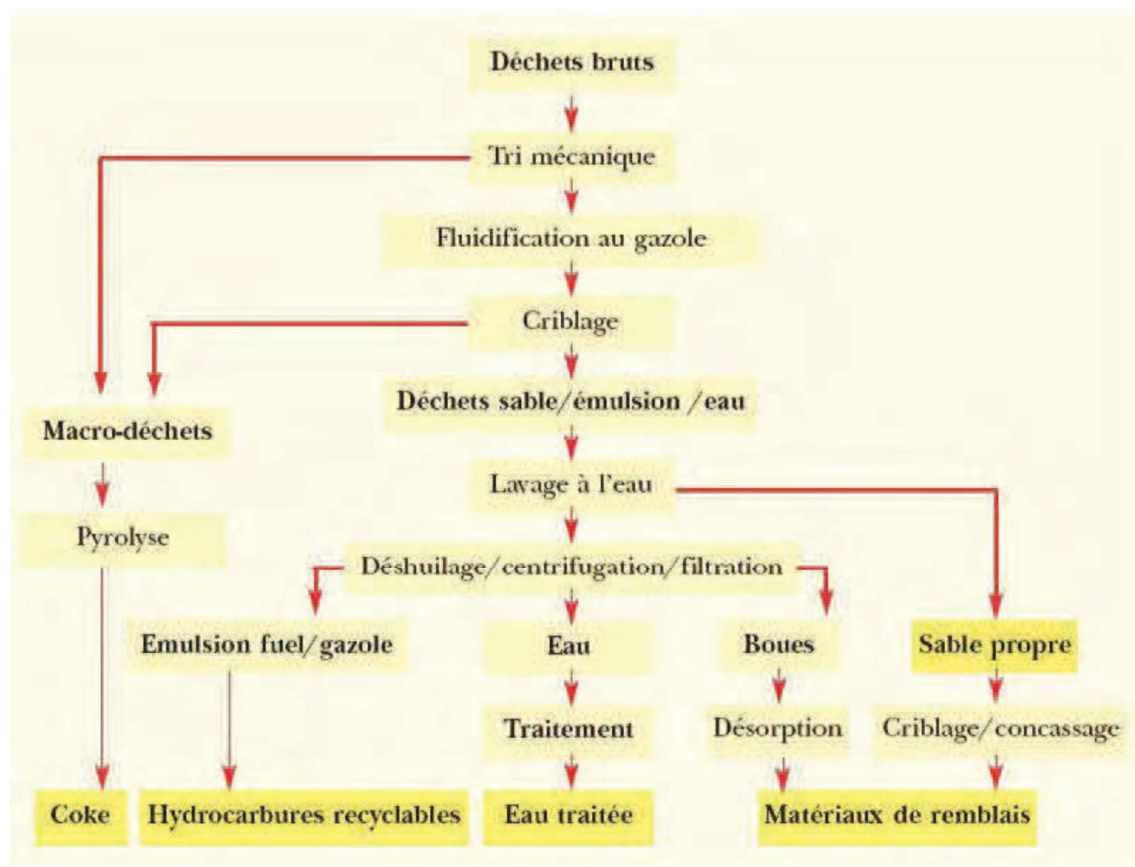 Déchets bruts
Tri mécanique
Fluidification au gazole
Criblage
Déchets sable/émulsion /eau
Macro-déchets
Lavage à l'eau
Pyrolyse
Déshuilage/centrifugation/filtration
Emulsion fuel/gazole
Eau
Boues
Sable propre
Traitement
Désorption
Criblage/concassage
Coke
Hydrocarbures recyclables
Eau traitée
Matériaux de remblais